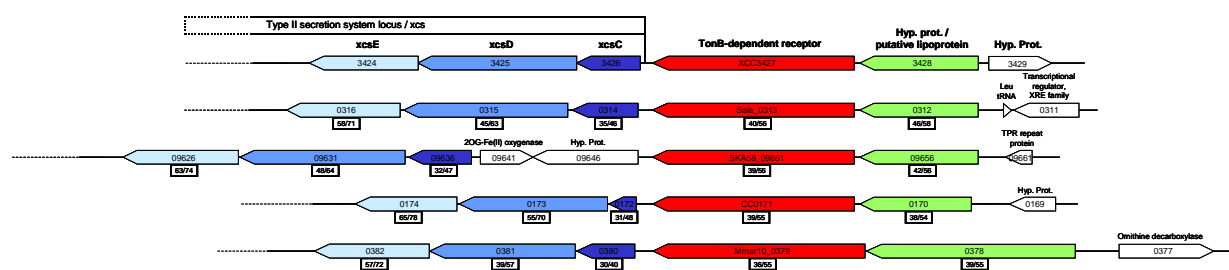 Type II secretion system locus / xcs
xcsE xcsD xcsC TonB-dependent receptor Hyp. prot. / putative lipoprotein Hyp. Prot.
3424 3425 3426 XCC3427 3428 3429
Leu tRNA Transcriptional regulator, XRE family
0316 0315 0314 Sala_0313 0312 0311
58/71 45/63 35/46 40/56 46/58
2OG-Fe(II) oxygenase Hyp. Prot. TPR repeat protein
09626 09631 09636 09641 09646 SKA58_09651 09656 09661
63/74 48/64 32/47 39/56 42/56
Hyp. Prot.
0174 0173 0172 CC0171 0170 0169
65/78 55/70 31/48 39/55 38/54
Ornithine decarboxylase
0382 0381 0380 Mmar10_0379 0378 0377
57/72 39/57 30/40 36/55 39/55